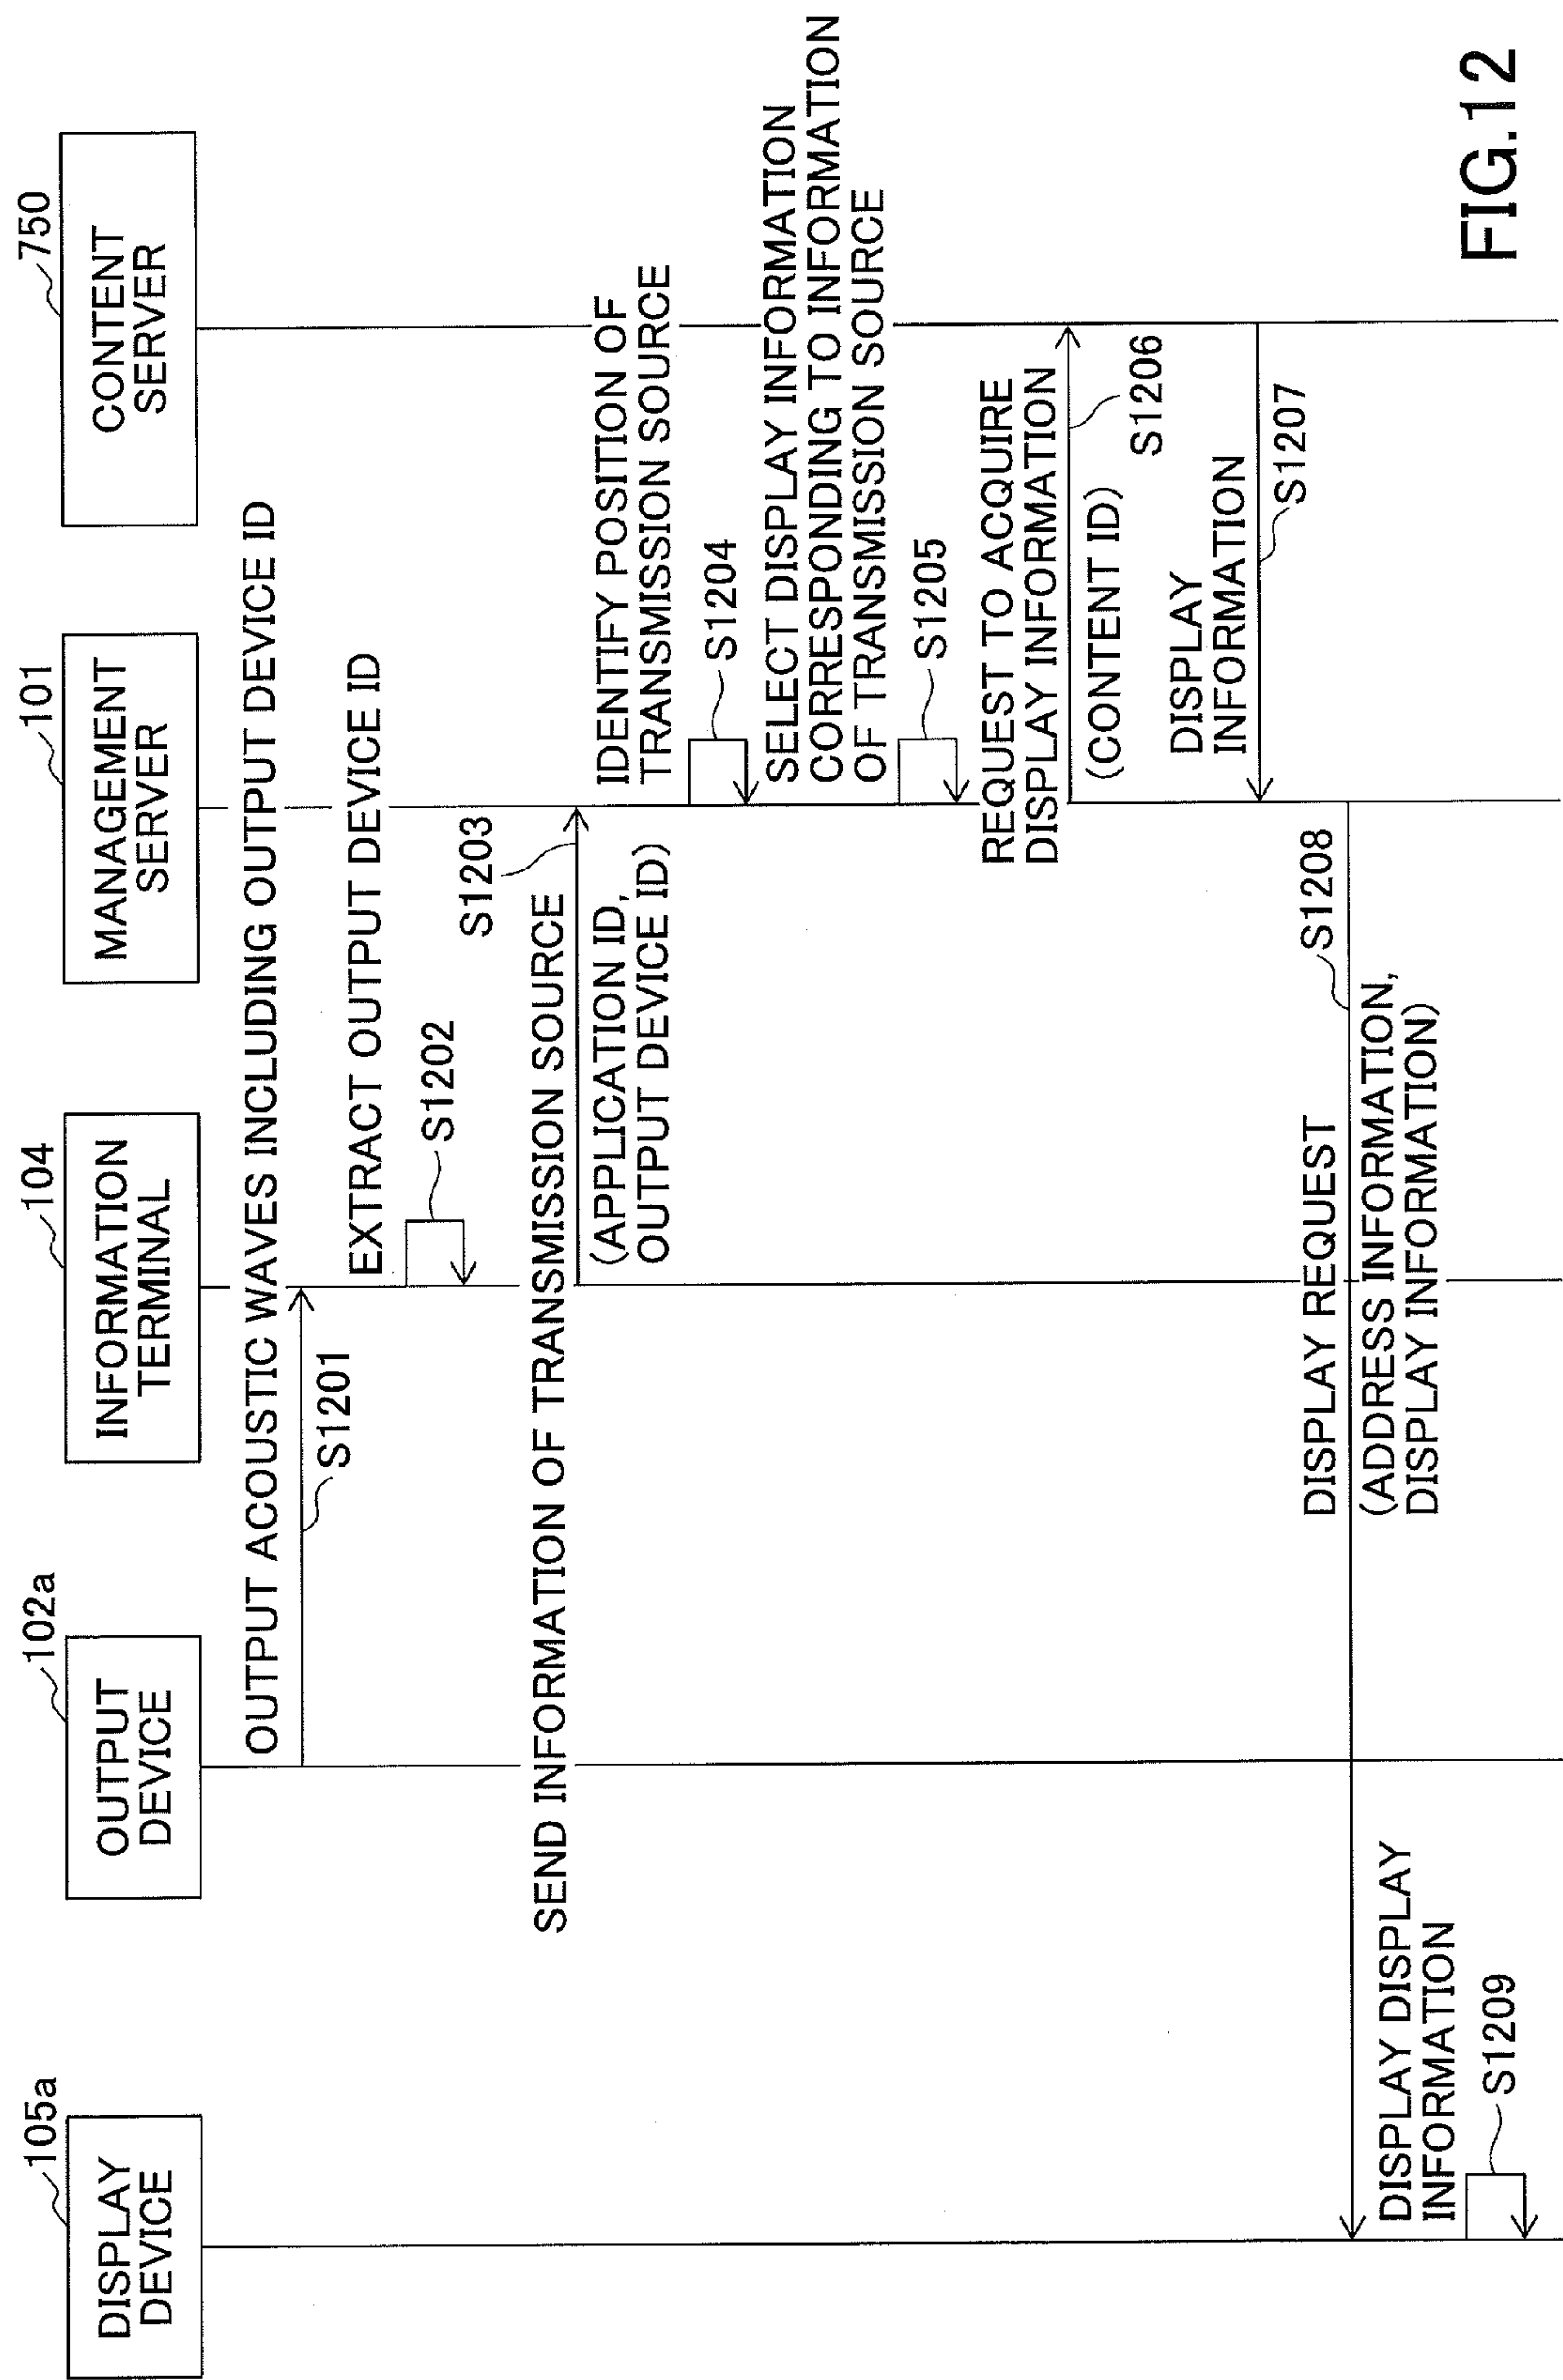 105a
DISPLAY
DEVICE
102a
OUTPUT
DEVICE
104
INFORMATION
TERMINAL
101
MANAGEMENT
SERVER
750
CONTENT
SERVER
OUTPUT ACOUSTIC WAVES INCLUDING OUTPUT DEVICE ID
S1201
EXTRACT OUTPUT DEVICE ID
S1202
SEND INFORMATION OF TRANSMISSION SOURCE
S1203
(APPLICATION ID,
OUTPUT DEVICE ID)
IDENTIFY POSITION OF
TRANSMISSION SOURCE
S1204
SELECT DISPLAY INFORMATION
CORRESPONDING TO INFORMATION
OF TRANSMISSION SOURCE
S1205
REQUEST TO ACQUIRE
DISPLAY INFORMATION
(CONTENT ID)
S1206
DISPLAY
INFORMATION
S1207
DISPLAY REQUEST
S1208
(ADDRESS INFORMATION,
DISPLAY INFORMATION)
DISPLAY DISPLAY
INFORMATION
S1209
FIG.12